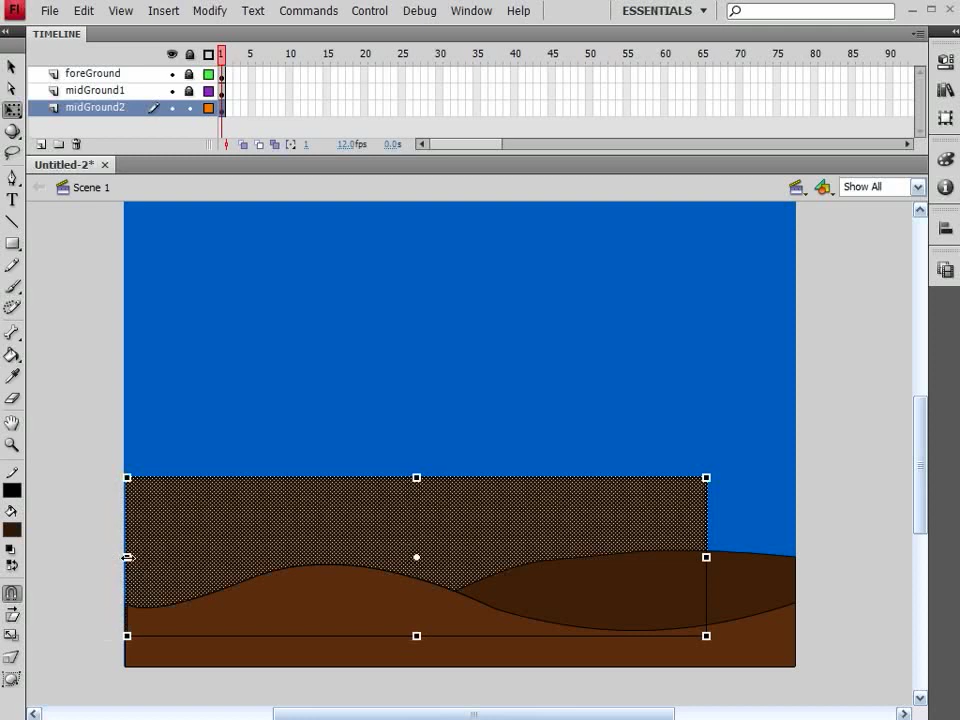 Fl File Edit View Insert Modify Text Commands Control Debug Window Help ESSENTIALS
TIMELINE
1 5 10 15 20 25 30 35 40 45 50 55 60 65 70 75 80 85 90
foreGround
midGround1
midGround2
1 12.0fps 0.0s
Untitled-2*
Scene 1 Show All
T